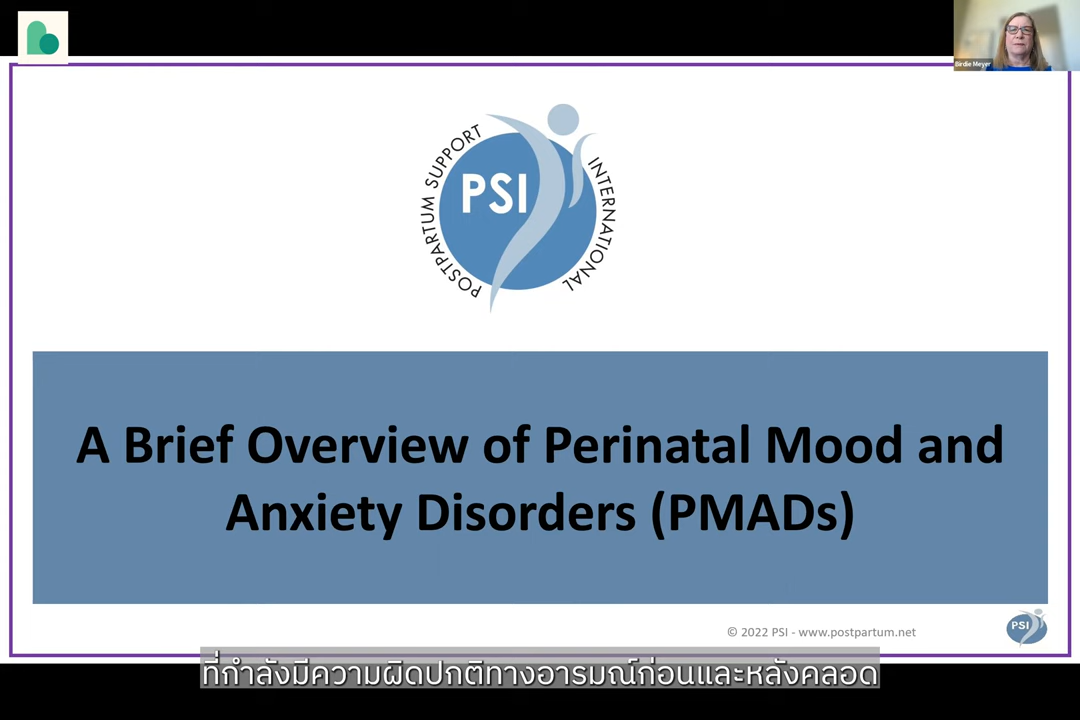 Birdie Meyer
POSTPARTUM SUPPORT
INTERNATIONAL
PSI
A Brief Overview of Perinatal Mood and
Anxiety Disorders (PMADs)
© 2022 PSI - www.postpartum.net
PSI
ที่กำลังมีความผิดปกติทางอารมณ์ก่อนและหลังคลอด